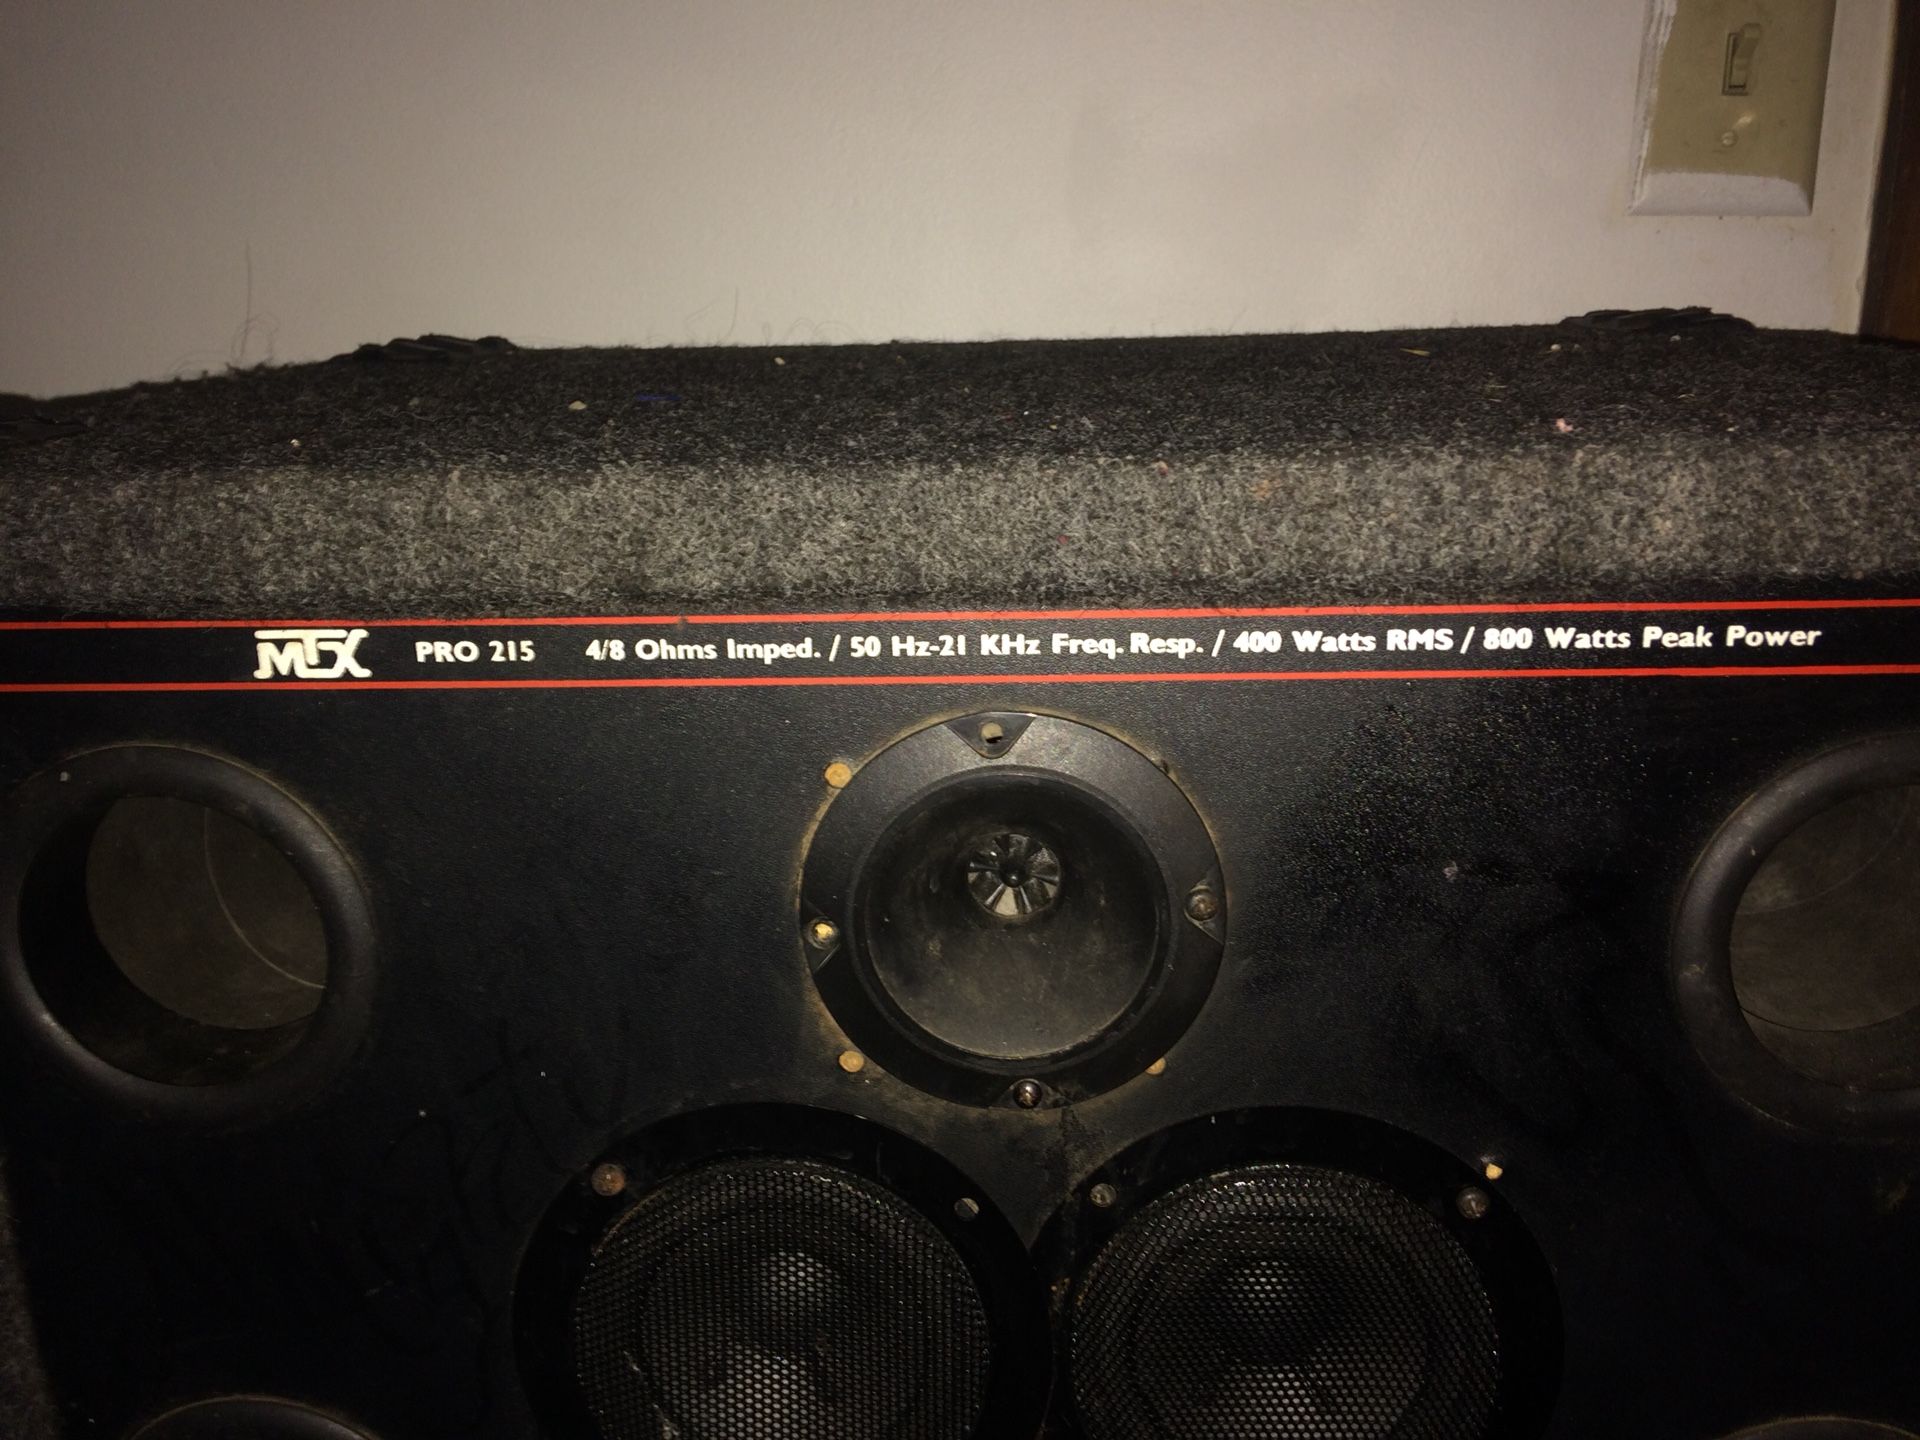 MTX PRO 215 4/8 Ohms Imped. / 50 Hz-21 KHz Freq. Resp. / 400 Watts RMS / 800 Watts Peak Power